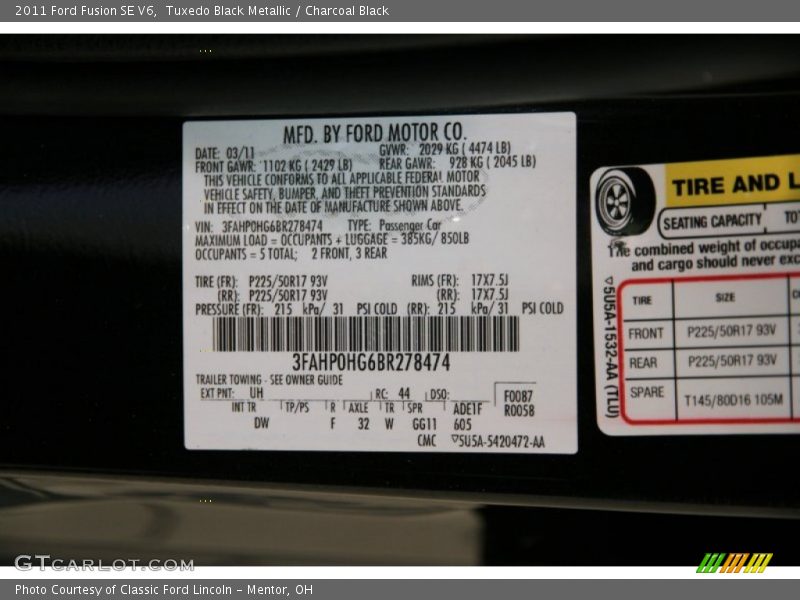 2011 Ford Fusion SE V6,  Tuxedo Black Metallic / Charcoal Black
MFD. BY FORD MOTOR CO.
DATE: 03/11 GVWR: 2029 KG ( 4474 LB)
FRONT GAWR: 1102 KG ( 2429 LB) REAR GAWR: 928 KG ( 2045 LB)
THIS VEHICLE CONFORMS TO ALL APPLICABLE FEDERAL MOTOR
VEHICLE SAFETY, BUMPER, AND THEFT PREVENTION STANDARDS
IN EFFECT ON THE DATE OF MANUFACTURE SHOWN ABOVE.
VIN: 3FAHP0HG6BR278474 TYPE: Passenger Car
MAXIMUM LOAD = OCCUPANTS + LUGGAGE = 385KG/ 850LB
OCCUPANTS = 5 TOTAL; 2 FRONT, 3 REAR
TIRE (FR): P225/50R17 93V RIMS (FR): 17X7.5J
(RR): P225/50R17 93V (RR): 17X7.5J
PRESSURE (FR): 215 kPa/ 31 PSI COLD (RR): 215 kPa/ 31 PSI COLD
3FAHP0HG6BR278474
TRAILER TOWING - SEE OWNER GUIDE
EXT PNT: UH RC: 44 DSO: F0087
INT TR TP/PS R AXLE TR SPR ADE1F R0058
DW F 32 W GG11 605
CMC ▽5U5A-5420472-AA
TIRE AND L
SEATING CAPACITY TOT
The combined weight of occupa
and cargo should never exc
▽5U5A-1532-AA (TLU)
TIRE SIZE
FRONT P225/50R17 93V
REAR P225/50R17 93V
SPARE T145/80D16 105M
GTCARLOT.COM
Photo Courtesy of Classic Ford Lincoln - Mentor, OH